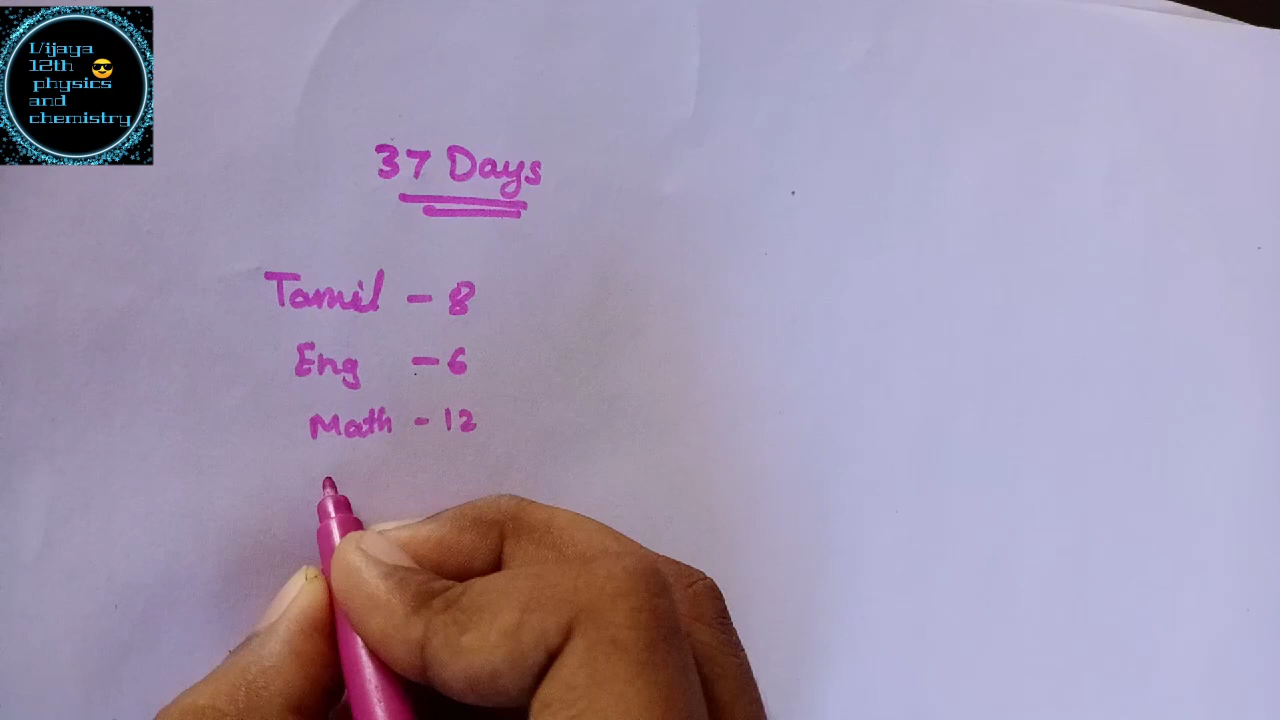 Vijaya
12th 😎
physics
and
chemistry
37 Days
Tamil - 8
Eng - 6
Math - 12